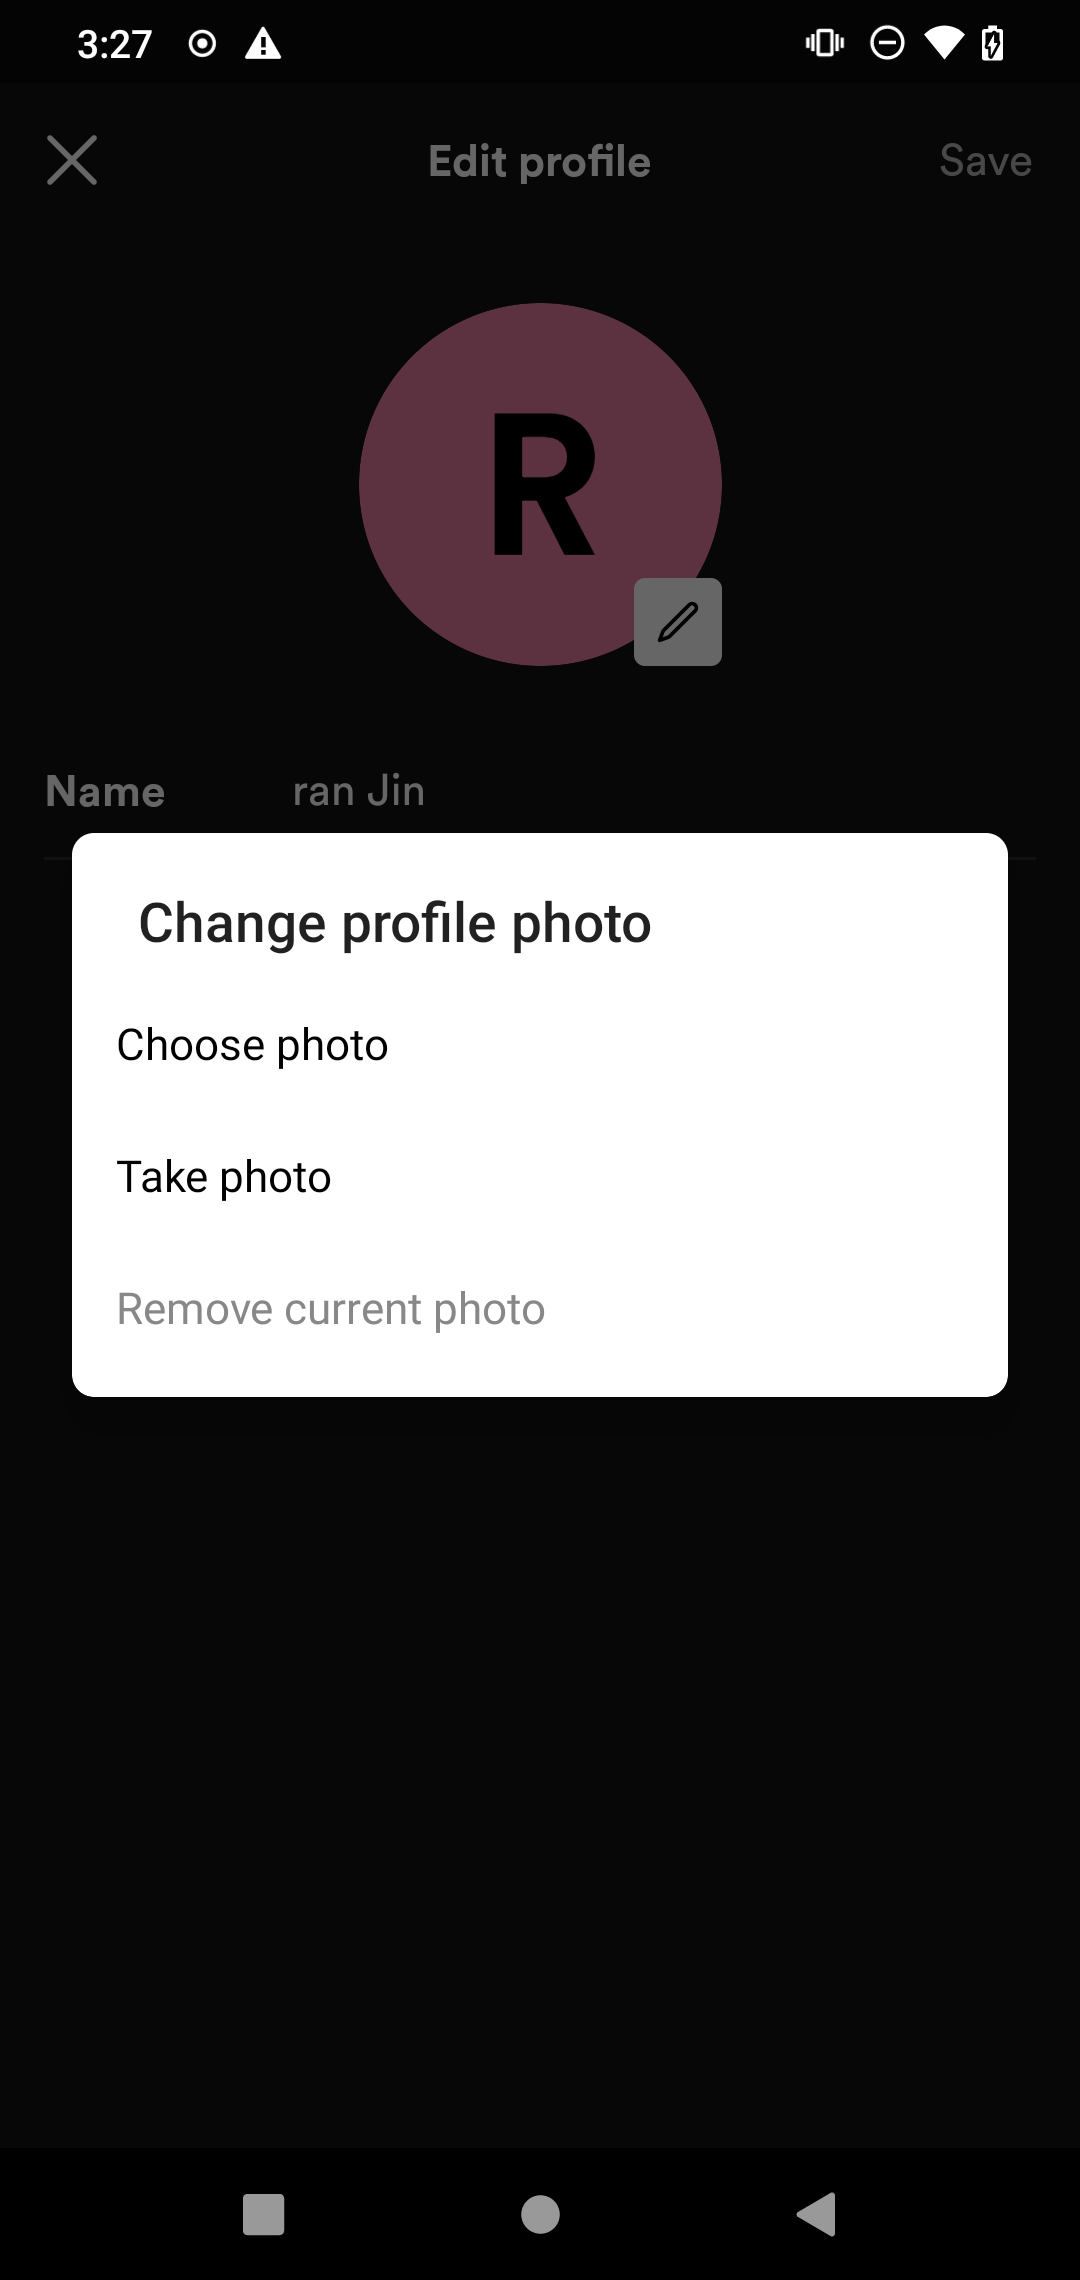 3:27
Edit profile
Save
R
Name
ran Jin
Change profile photo
Choose photo
Take photo
Remove current photo